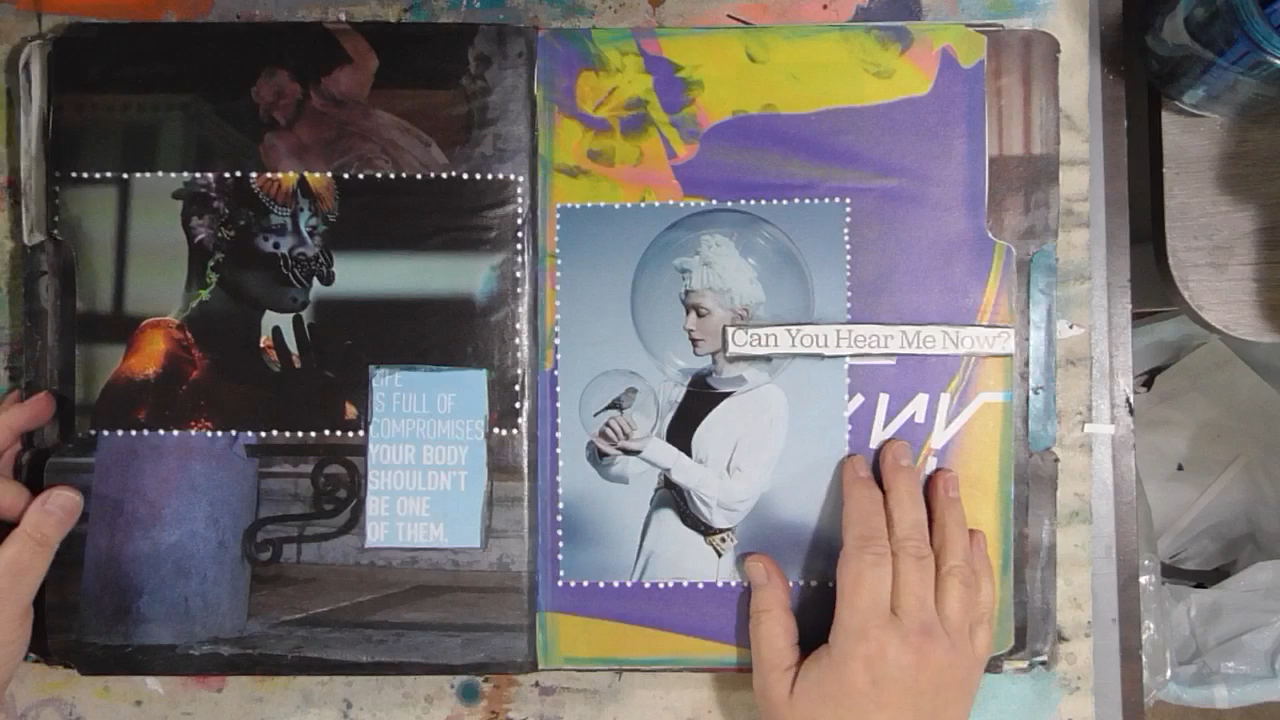 LIFE
IS FULL OF
COMPROMISES
YOUR BODY
SHOULDN'T
BE ONE
OF THEM.
Can You Hear Me Now?